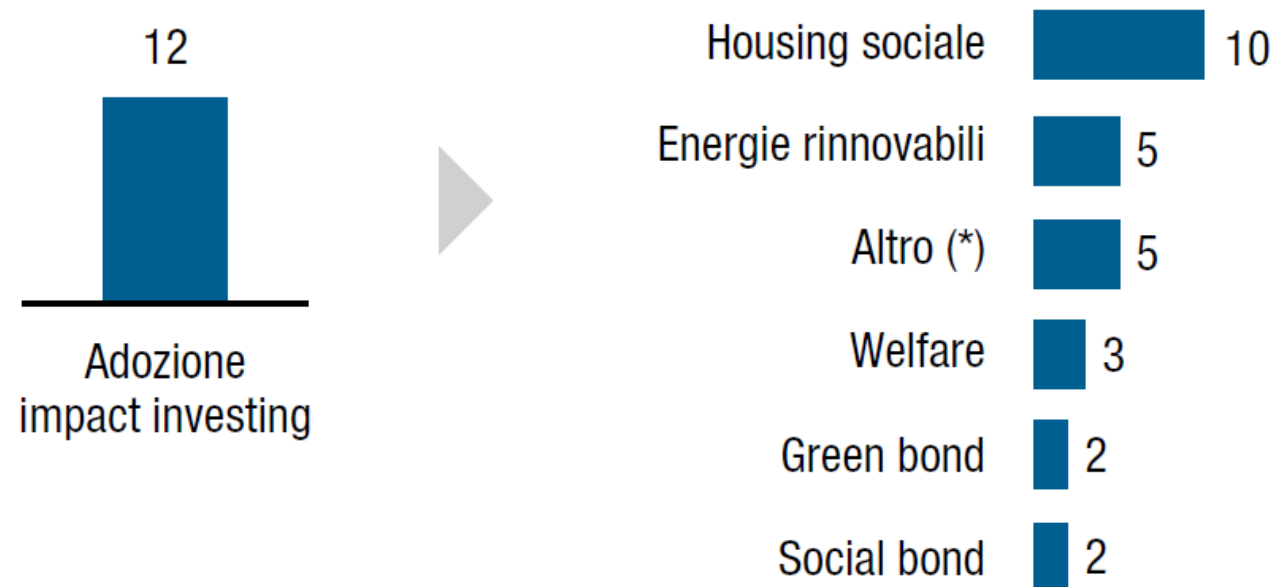 12
Adozione
impact investing
Housing sociale 10
Energie rinnovabili 5
Altro (*) 5
Welfare 3
Green bond 2
Social bond 2